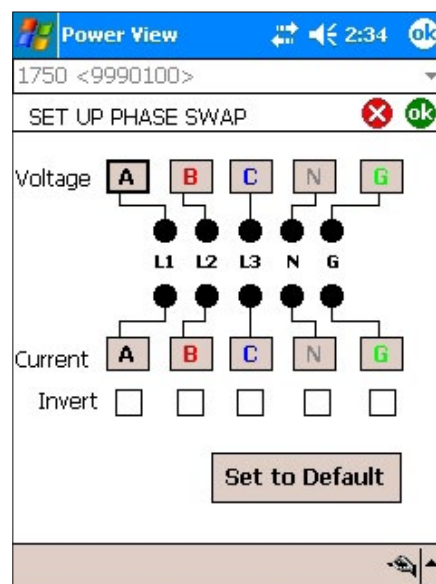 Power View 2:34 ok
1750 <9990100>
SET UP PHASE SWAP ok
Voltage A B C N G
L1 L2 L3 N G
Current A B C N G
Invert
Set to Default